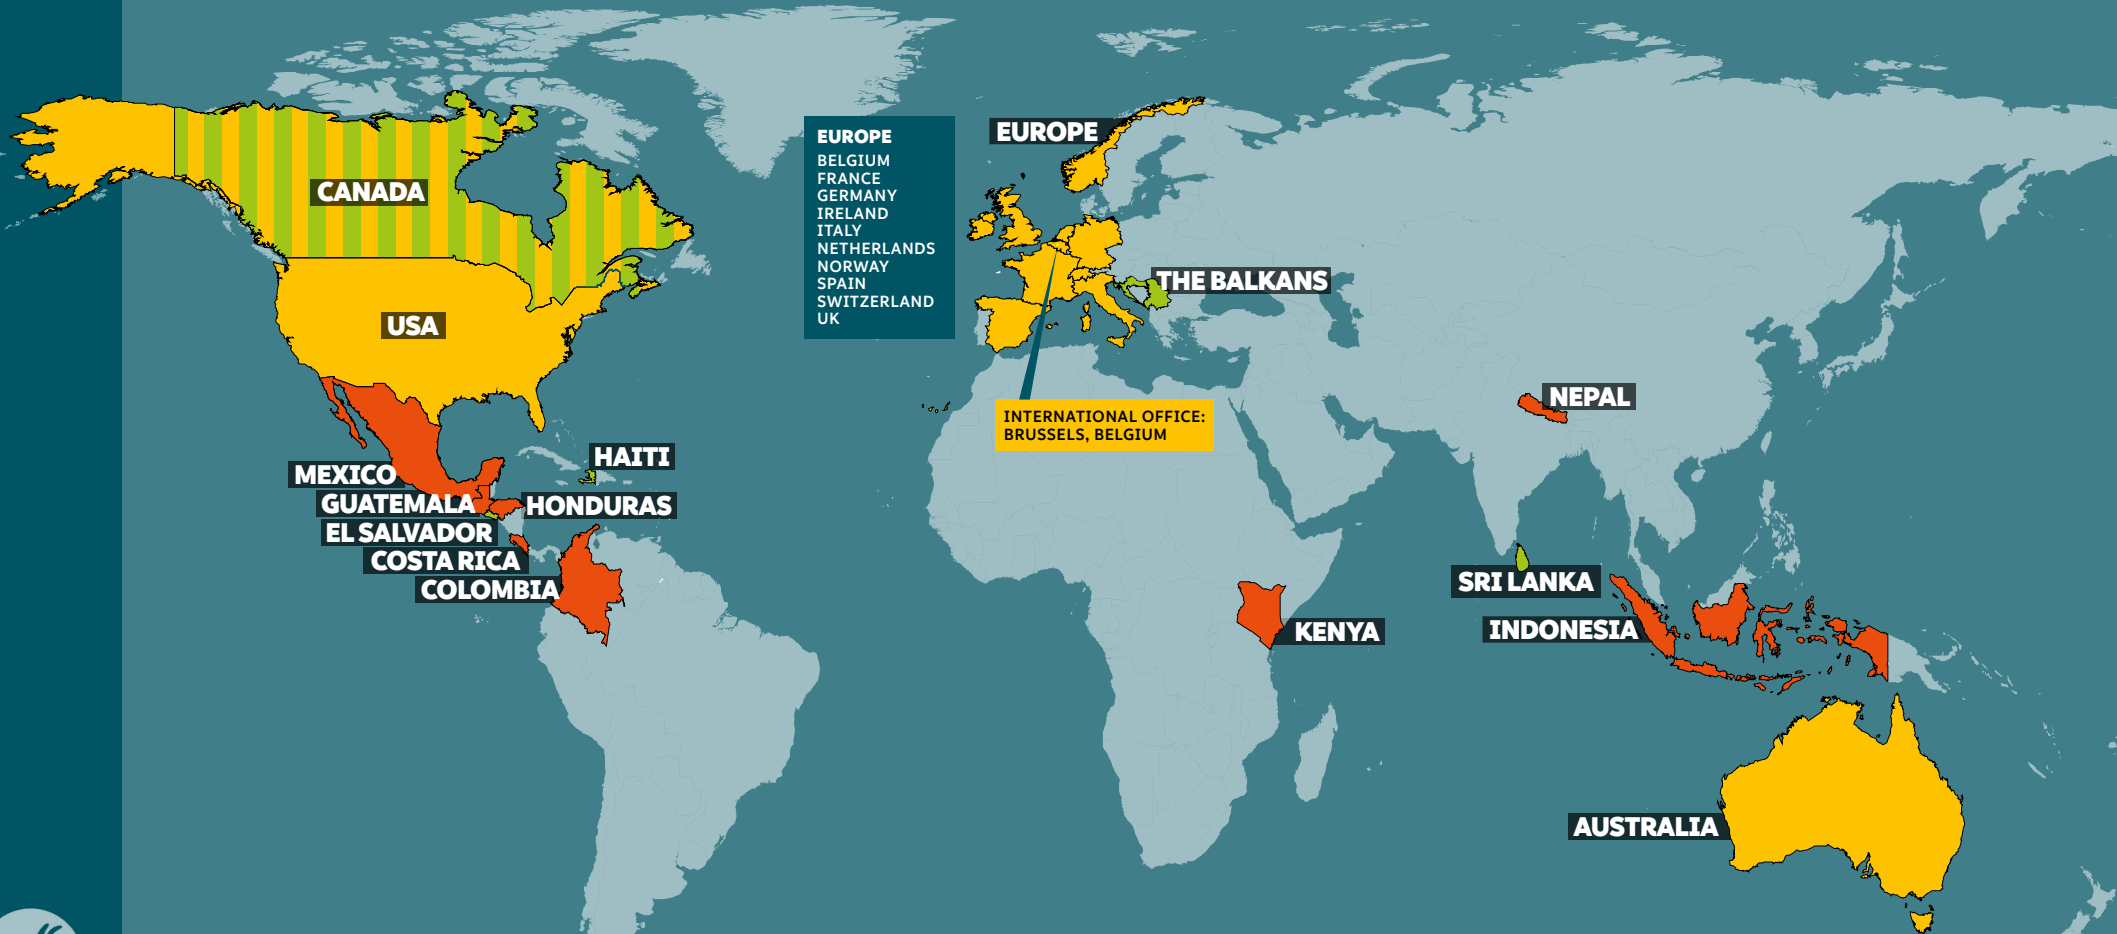 CANADA
USA
MEXICO
GUATEMALA
EL SALVADOR
COSTA RICA
COLOMBIA
HAITI
HONDURAS
EUROPE
BELGIUM
FRANCE
GERMANY
IRELAND
ITALY
NETHERLANDS
NORWAY
SPAIN
SWITZERLAND
UK
EUROPE
THE BALKANS
INTERNATIONAL OFFICE:
BRUSSELS, BELGIUM
NEPAL
SRI LANKA
INDONESIA
KENYA
AUSTRALIA